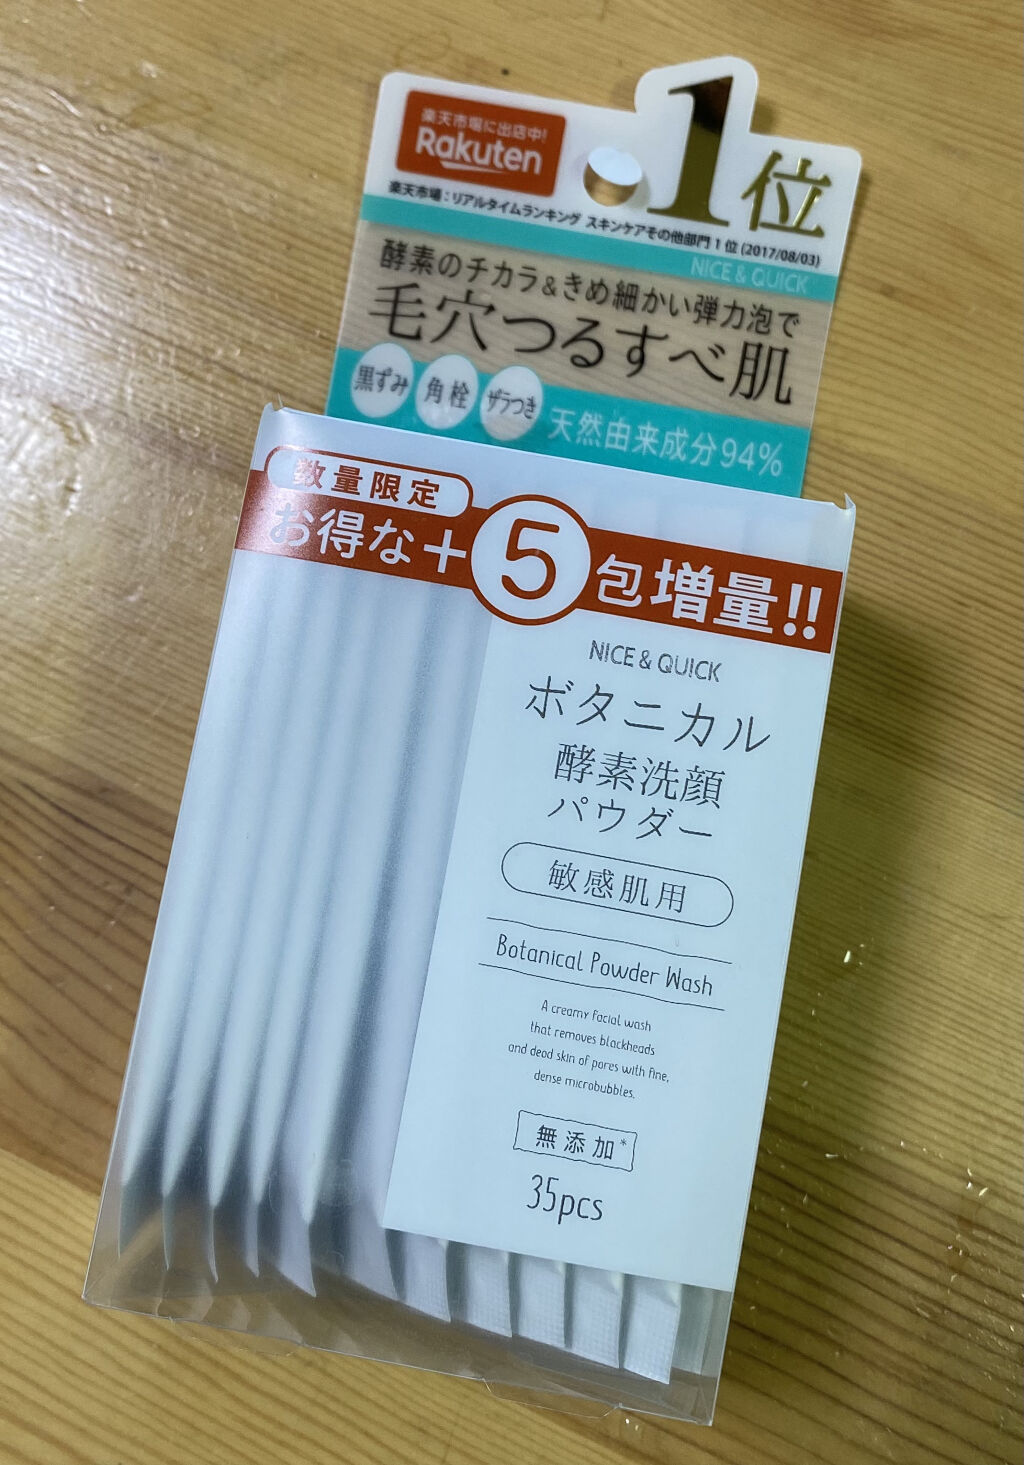 1位
楽天市場に出店中!
Rakuten
楽天市場:リアルタイムランキング スキンケアその他部門1位(2017/08/03)
NICE & QUICK
酵素のチカラ&きめ細かい弾力泡で
毛穴つるすべ肌
黒ずみ 角栓 ザラつき 天然由来成分94%
数量限定
お得な+5包増量!!
NICE & QUICK
ボタニカル
酵素洗顔
パウダー
敏感肌用
Botanical Powder Wash
A creamy facial wash
that removes blackheads
and dead skin of pores with fine,
dense microbubbles.
無添加*
35pcs